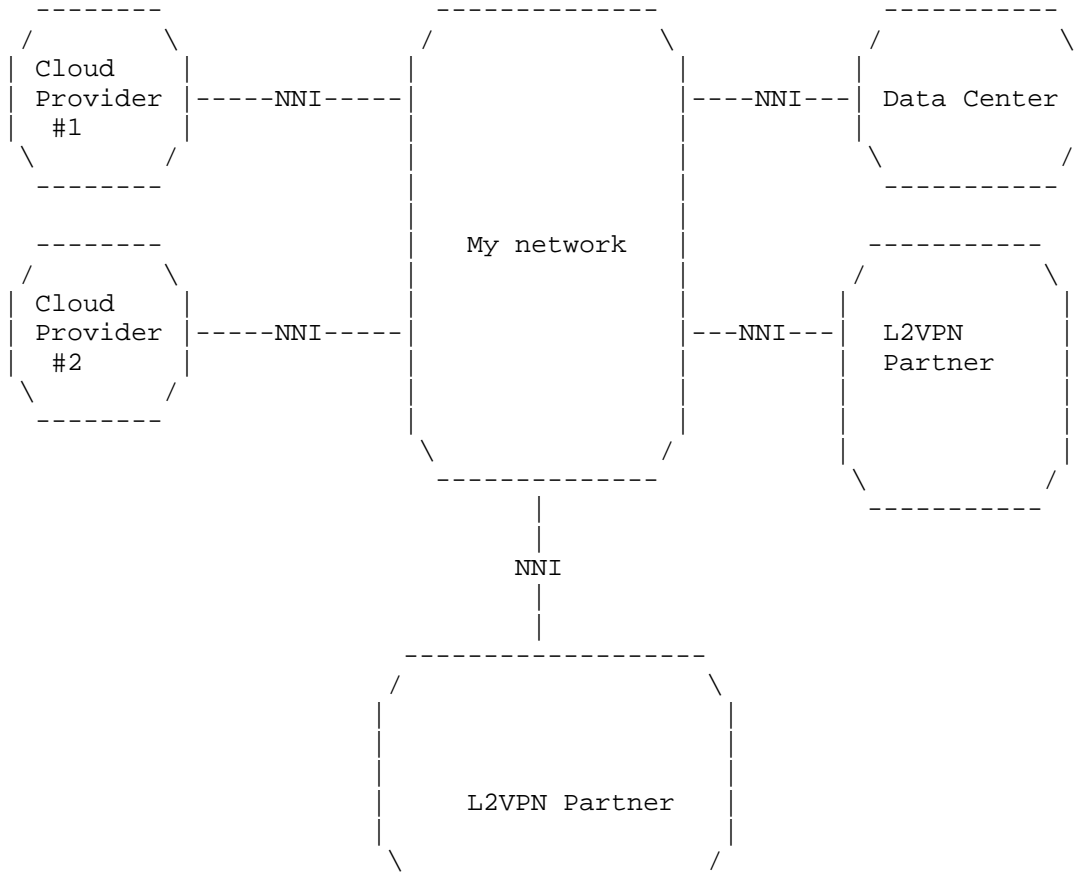 Cloud
Provider
#1
NNI
NNI
Data Center
My network
Cloud
Provider
#2
NNI
NNI
L2VPN
Partner
NNI
L2VPN Partner